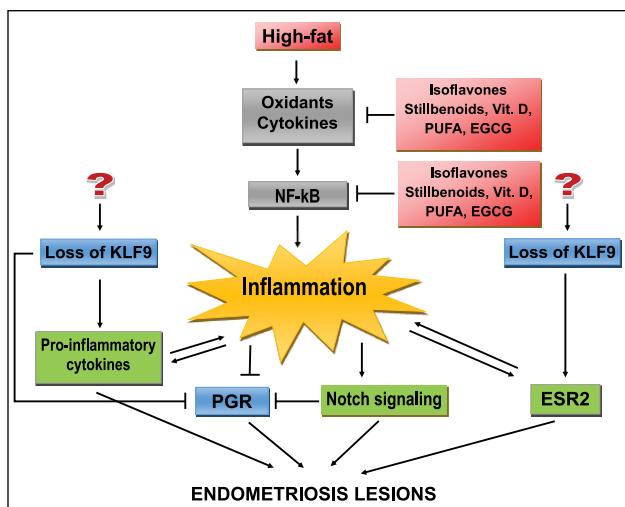 High-fat
Oxidants
Cytokines
Isoflavones
Stillbenoids, Vit. D,
PUFA, EGCG
NF-kB
Isoflavones
Stillbenoids, Vit. D,
PUFA, EGCG
?
?
Loss of KLF9
Loss of KLF9
Inflammation
Pro-inflammatory
cytokines
PGR
Notch signaling
ESR2
ENDOMETRIOSIS LESIONS